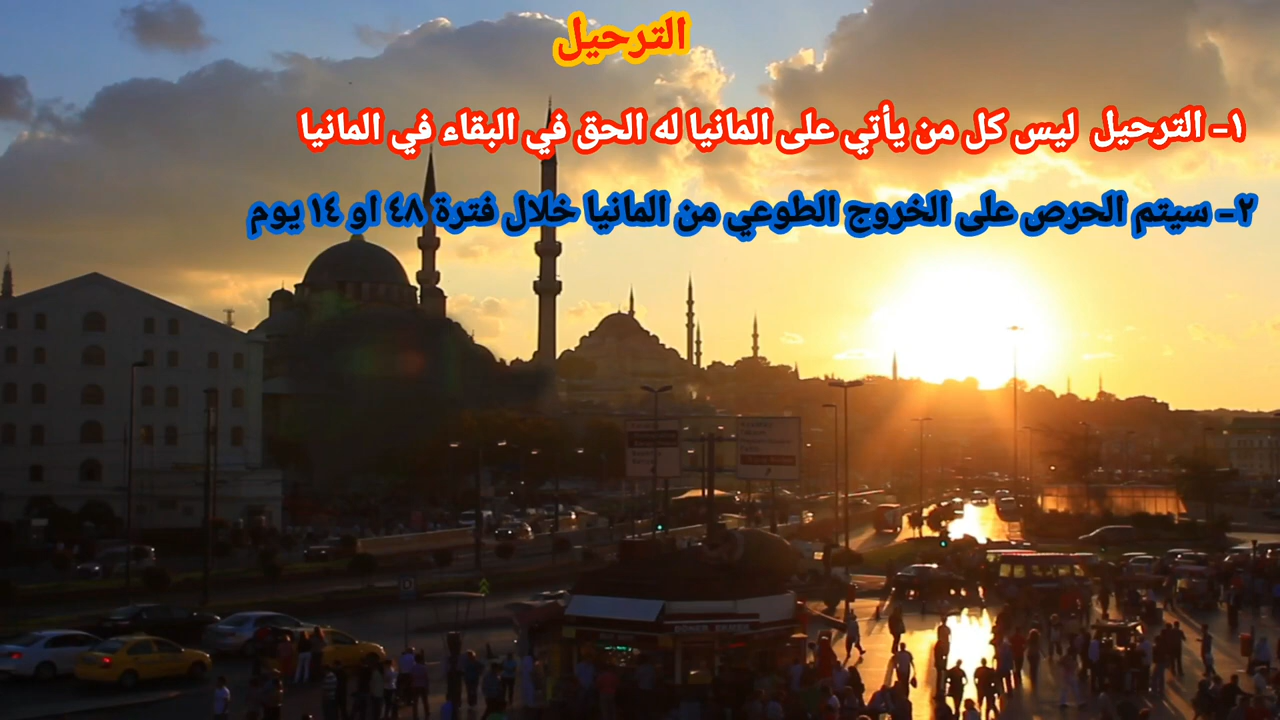 الترحيل
١- الترحيل ليس كل من يأتي على المانيا له الحق في البقاء في المانيا
٢- سيتم الحرص على الخروج الطوعي من المانيا خلال فترة ٤٨ او ١٤ يوم